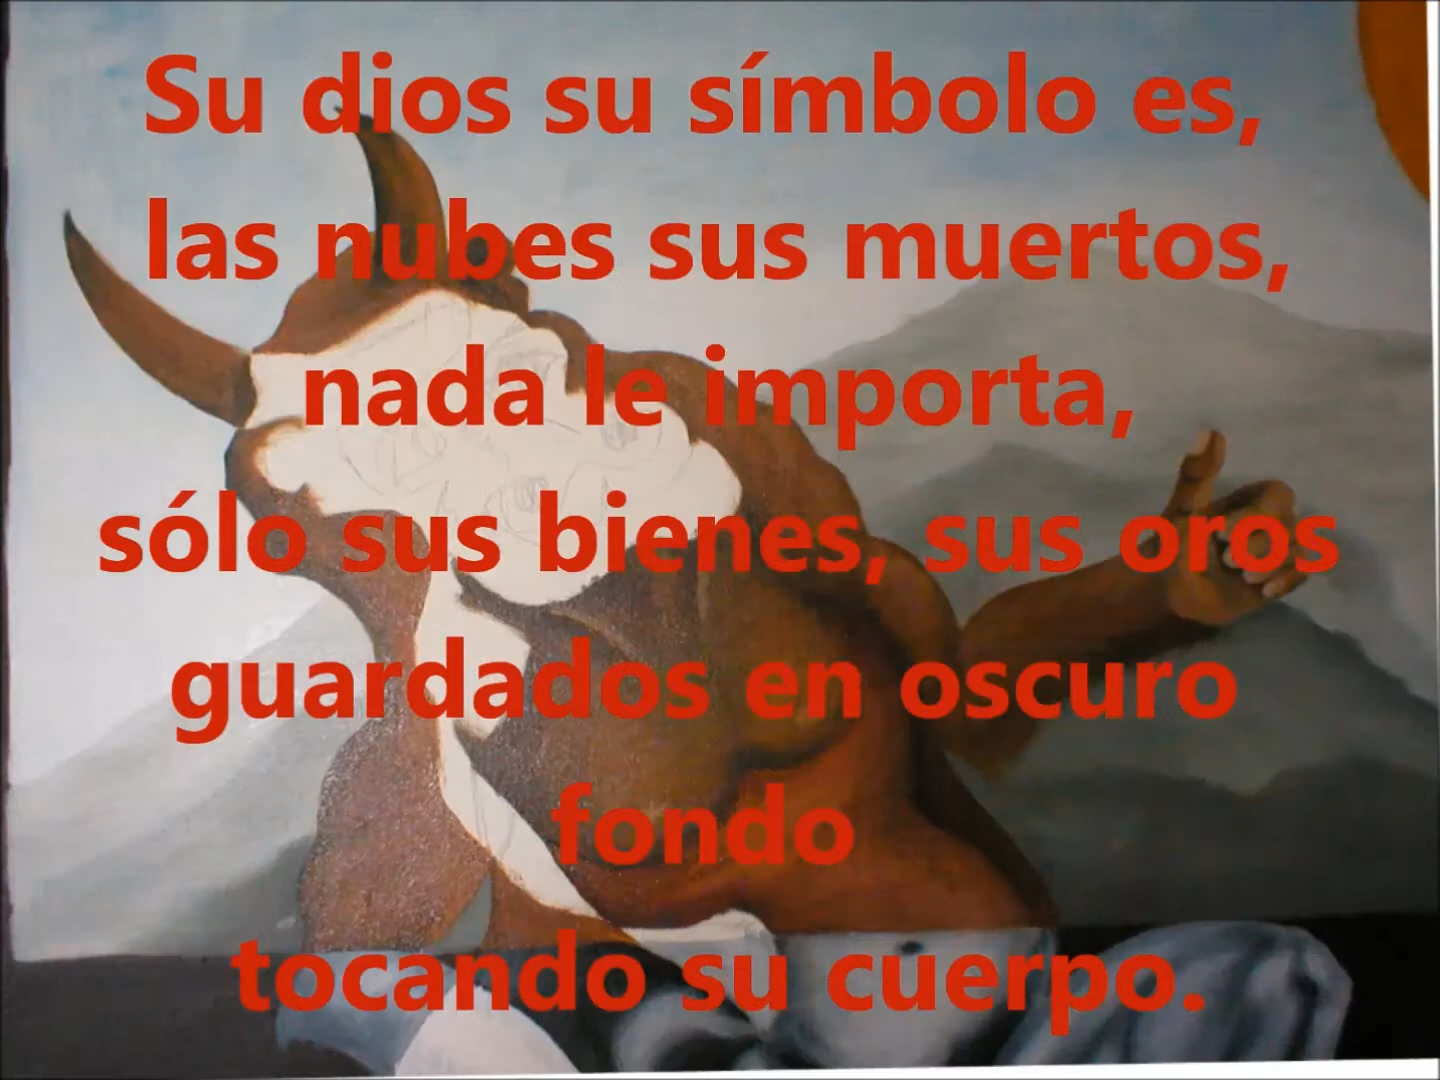 Su dios su símbolo es,
las nubes sus muertos,
nada le importa,
sólo sus bienes, sus oros
guardados en oscuro
fondo
tocando su cuerpo.